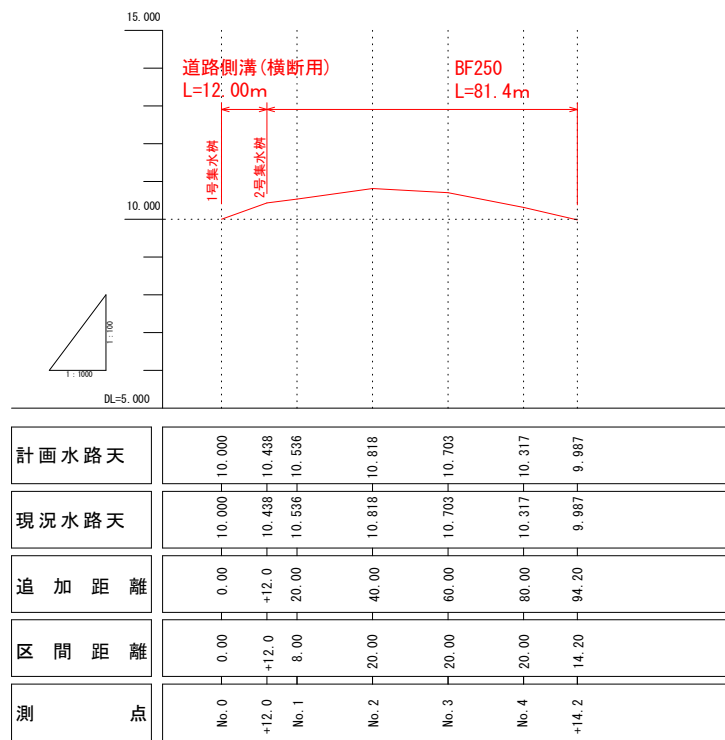 15.000
道路側溝(横断用)
L=12.00m
BF250
L=81.4m
1号集水桝
2号集水桝
10.000
1:100
1:1000
DL=5.000
計画水路天 10.000 10.438 10.536 10.818 10.703 10.317 9.987
現況水路天 10.000 10.438 10.536 10.818 10.703 10.317 9.987
追加距離 0.00 +12.0 20.00 40.00 60.00 80.00 94.20
区間距離 0.00 +12.0 8.00 20.00 20.00 20.00 14.20
測点 No.0 +12.0 No.1 No.2 No.3 No.4 +14.2